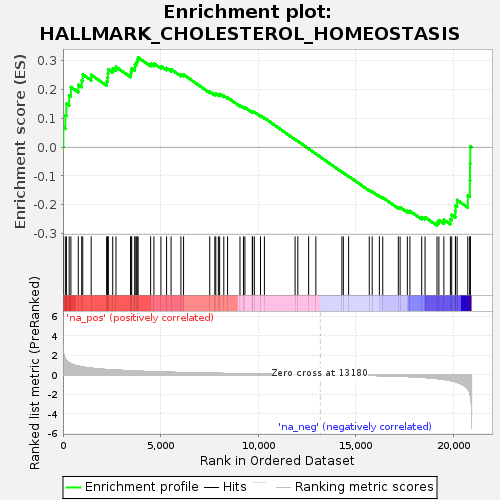 Enrichment plot:
HALLMARK_CHOLESTEROL_HOMEOSTASIS
Enrichment score (ES)
0.3
0.2
0.1
0.0
-0.1
-0.2
-0.3
'na_pos' (positively correlated)
Ranked list metric (PreRanked)
6
4
2
0
-2
-4
-6
Zero cross at 13180
'na_neg' (negatively correlated)
0
5,000
10,000
15,000
20,000
Rank in Ordered Dataset
Enrichment profile
Hits
Ranking metric scores